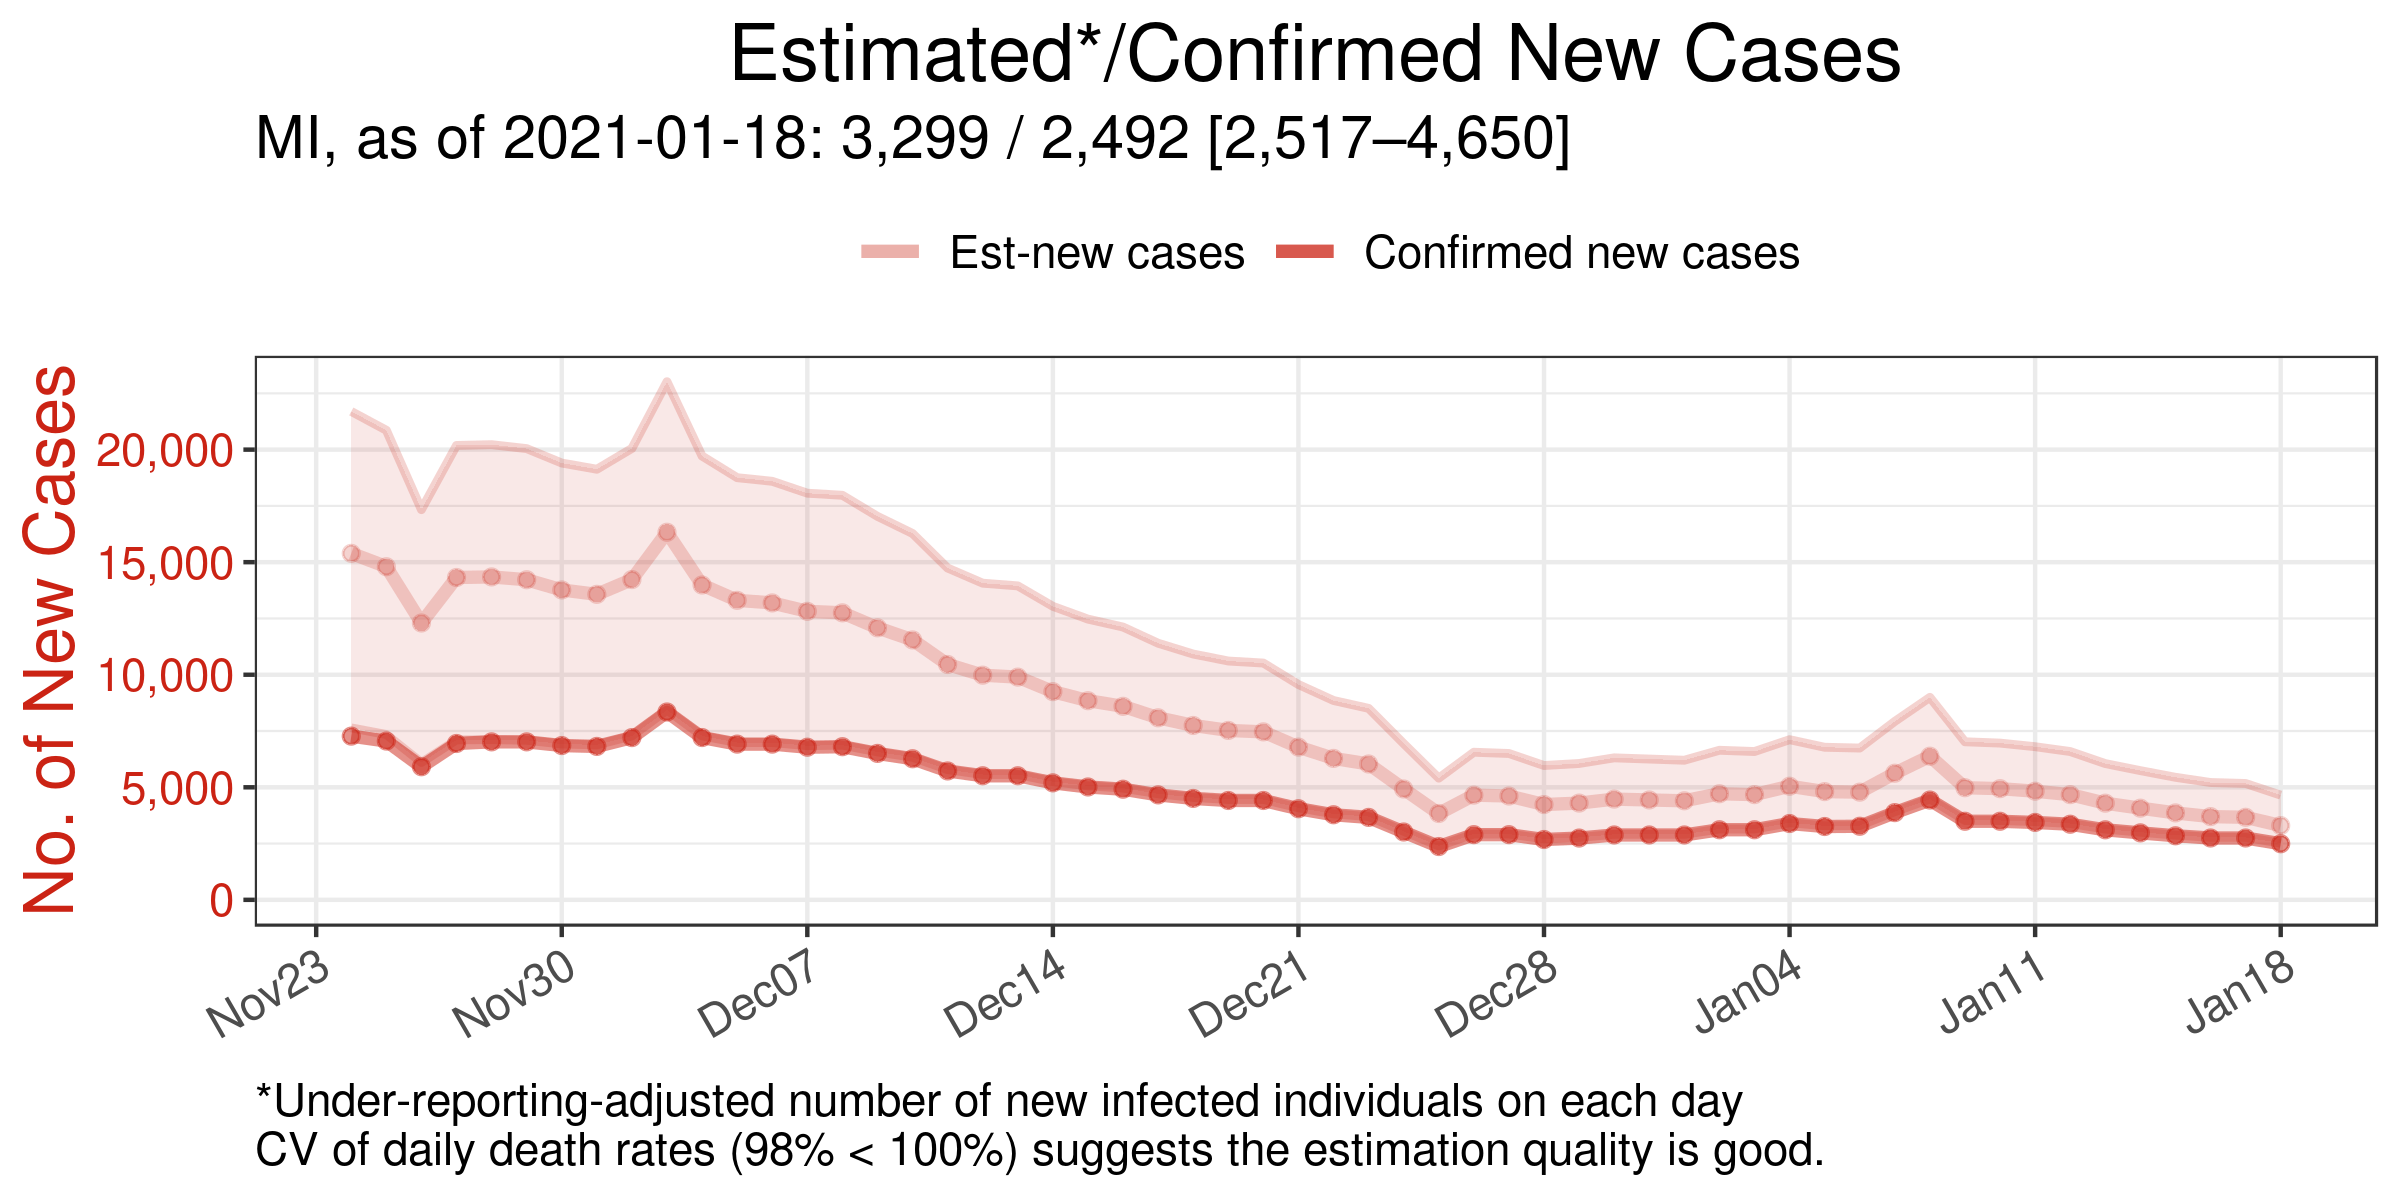 Estimated*/Confirmed New Cases
MI, as of 2021-01-18: 3,299 / 2,492 [2,517–4,650]
Est-new cases
Confirmed new cases
No. of New Cases
20,000
15,000
10,000
5,000
0
Nov23
Nov30
Dec07
Dec14
Dec21
Dec28
Jan04
Jan11
Jan18
*Under-reporting-adjusted number of new infected individuals on each day
CV of daily death rates (98% < 100%) suggests the estimation quality is good.